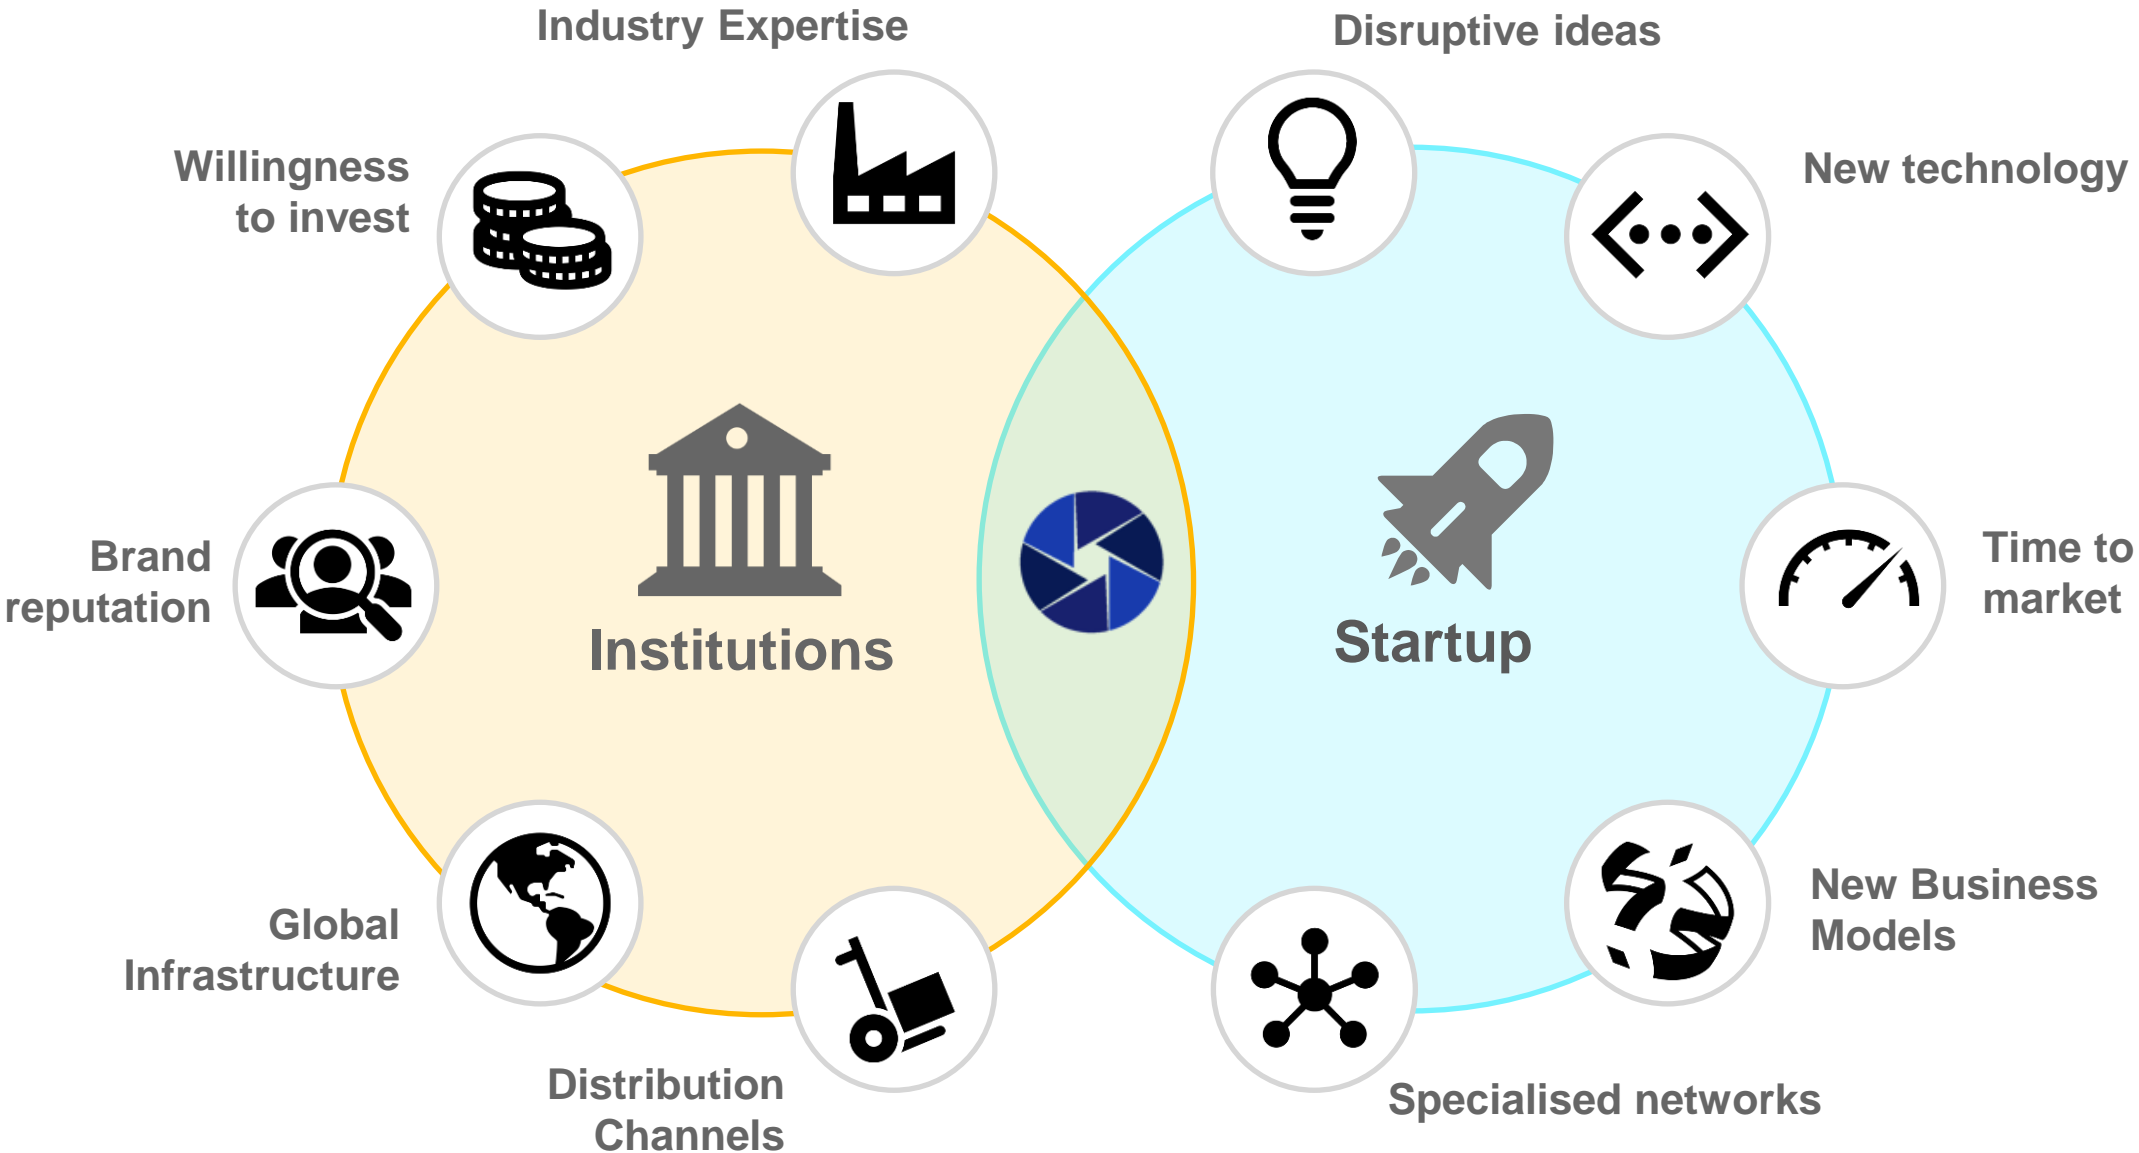 Industry Expertise
Disruptive ideas
Willingness
to invest
New technology
Brand
reputation
Institutions
Startup
Time to
market
Global
Infrastructure
New Business
Models
Distribution
Channels
Specialised networks